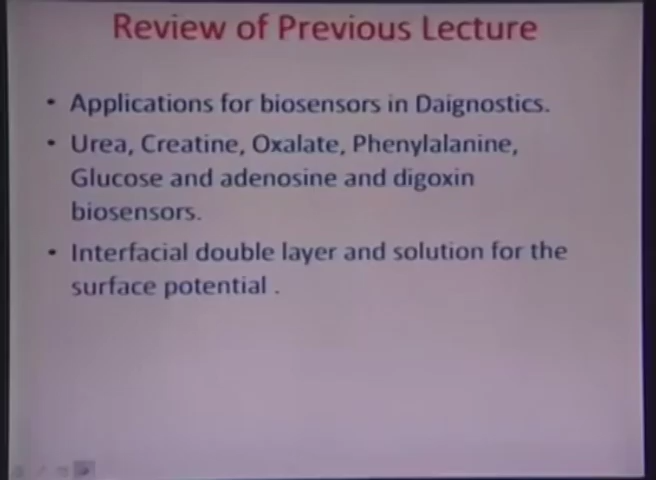 Review of Previous Lecture
• Applications for biosensors in Daignostics.
• Urea, Creatine, Oxalate, Phenylalanine,
Glucose and adenosine and digoxin
biosensors.
• Interfacial double layer and solution for the
surface potential .